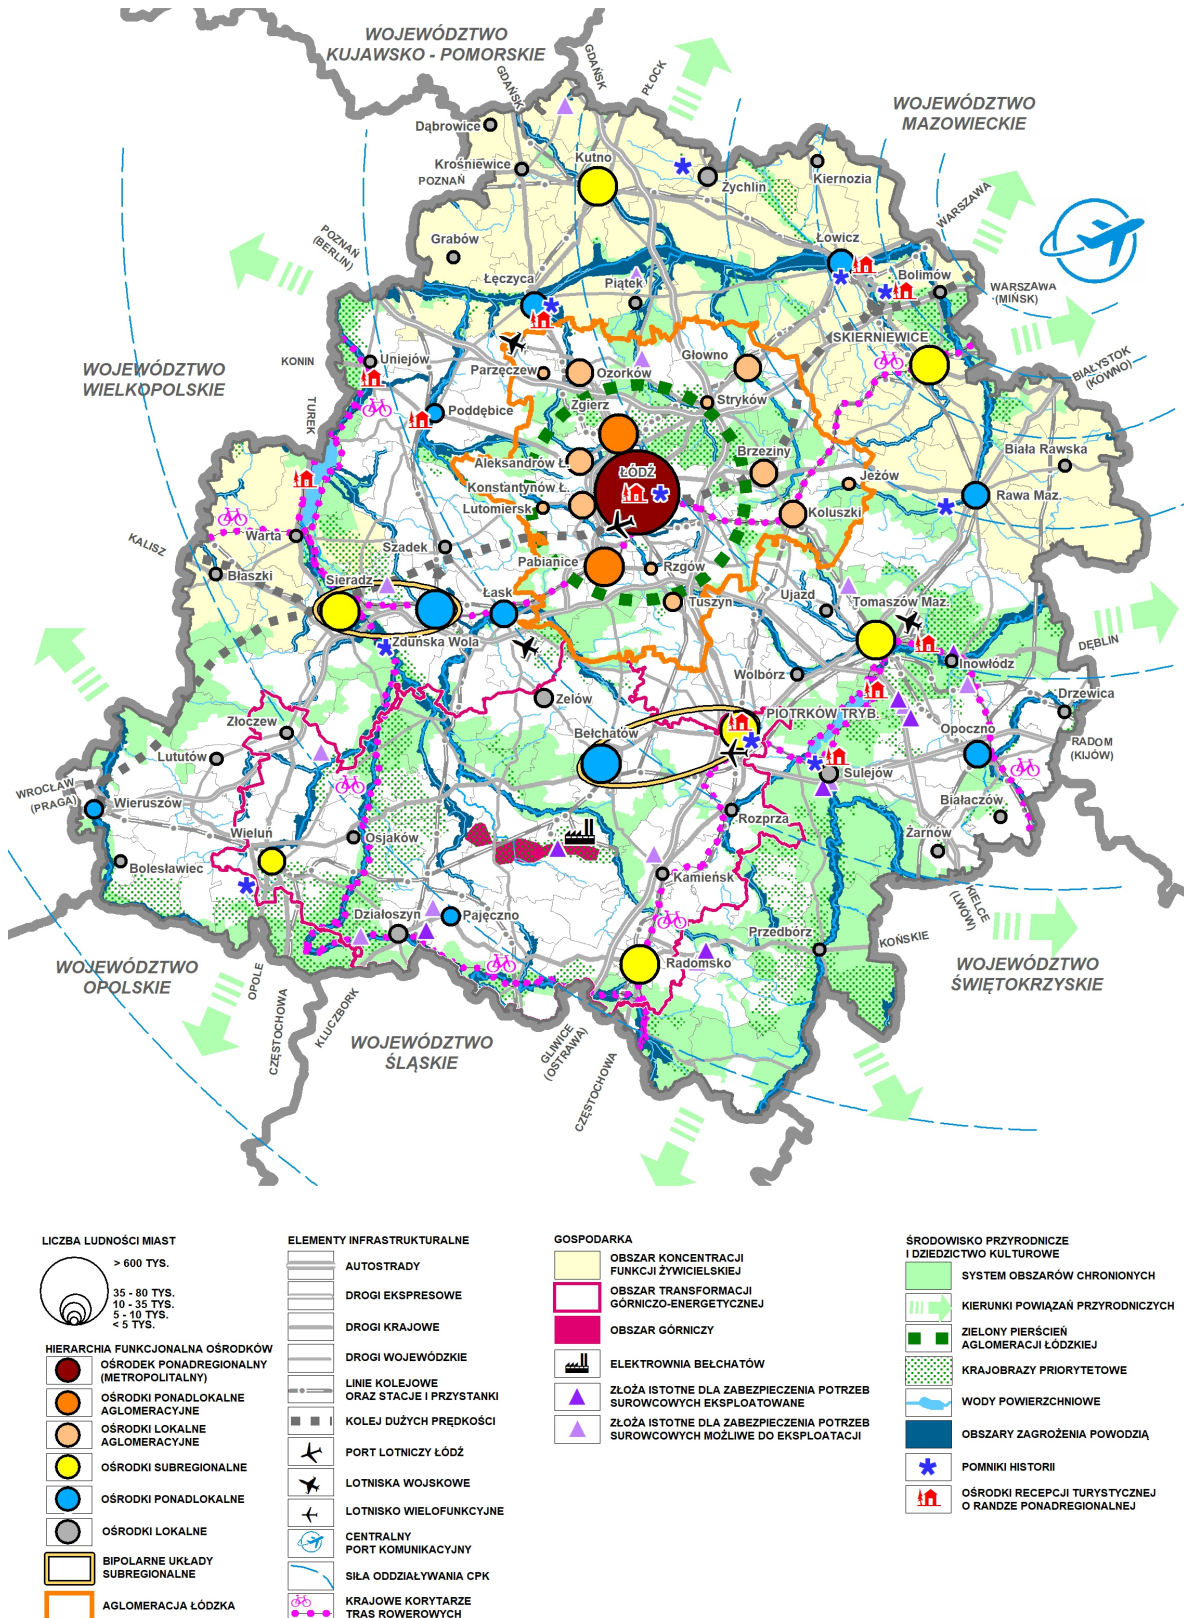 WOJEWÓDZTWO
KUJAWSKO - POMORSKIE
GDAŃSK
GDAŃSK
PŁOCK
WOJEWÓDZTWO
MAZOWIECKIE
Dąbrowice
Krośniewice
POZNAŃ
Kutno
Żychlin
Kiernozia
WARSZAWA
Grabów
POZNAŃ
(BERLIN)
Łęczyca
Piątek
Łowicz
Bolimów
WARSZAWA
(MIŃSK)
SKIERNIEWICE
BIAŁYSTOK
(KOWNO)
WOJEWÓDZTWO
WIELKOPOLSKIE
KONIN
Uniejów
Parzęczew
Ozorków
Głowno
Stryków
TUREK
Poddębice
Zgierz
Aleksandrów Ł.
ŁÓDŹ
Brzeziny
Jeżów
Biała Rawska
Rawa Maz.
Konstantynów Ł.
Lutomiersk
Koluszki
KALISZ
Warta
Szadek
Błaszki
Sieradz
Pabianice
Rzgów
Łask
Tuszyn
Ujazd
Tomaszów Maz.
Zduńska Wola
DĘBLIN
Inowłódz
Wolbórz
Zelów
Drzewica
Złoczew
PIOTRKÓW TRYB.
Bełchatów
Opoczno
RADOM
(KIJÓW)
Lututów
Sulejów
WROCŁAW
(PRAGA)
Wieruszów
Białaczów
Rozprza
Wieluń
Osjaków
Żarnów
Bolesławiec
Kamieńsk
KIELCE
(LWÓW)
Działoszyn
Pajęczno
Przedbórz
KOŃSKIE
Radomsko
WOJEWÓDZTWO
OPOLSKIE
OPOLE
CZĘSTOCHOWA
KLUCZBORK
WOJEWÓDZTWO
ŚLĄSKIE
GLIWICE
(OSTRAWA)
CZĘSTOCHOWA
WOJEWÓDZTWO
ŚWIĘTOKRZYSKIE
LICZBA LUDNOŚCI MIAST
> 600 TYS.
35 - 80 TYS.
10 - 35 TYS.
5 - 10 TYS.
< 5 TYS.
HIERARCHIA FUNKCJONALNA OŚRODKÓW
OŚRODEK PONADREGIONALNY
(METROPOLITALNY)
OŚRODKI PONADLOKALNE
AGLOMERACYJNE
OŚRODKI LOKALNE
AGLOMERACYJNE
OŚRODKI SUBREGIONALNE
OŚRODKI PONADLOKALNE
OŚRODKI LOKALNE
BIPOLARNE UKŁADY
SUBREGIONALNE
AGLOMERACJA ŁÓDZKA
ELEMENTY INFRASTRUKTURALNE
AUTOSTRADY
DROGI EKSPRESOWE
DROGI KRAJOWE
DROGI WOJEWÓDZKIE
LINIE KOLEJOWE
ORAZ STACJE I PRZYSTANKI
KOLEJ DUŻYCH PRĘDKOŚCI
PORT LOTNICZY ŁÓDŹ
LOTNISKA WOJSKOWE
LOTNISKO WIELOFUNKCYJNE
CENTRALNY
PORT KOMUNIKACYJNY
SIŁA ODDZIAŁYWANIA CPK
KRAJOWE KORYTARZE
TRAS ROWEROWYCH
GOSPODARKA
OBSZAR KONCENTRACJI
FUNKCJI ŻYWICIELSKIEJ
OBSZAR TRANSFORMACJI
GÓRNICZO-ENERGETYCZNEJ
OBSZAR GÓRNICZY
ELEKTROWNIA BEŁCHATÓW
ZŁOŻA ISTOTNE DLA ZABEZPIECZENIA POTRZEB
SUROWCOWYCH EKSPLOATOWANE
ZŁOŻA ISTOTNE DLA ZABEZPIECZENIA POTRZEB
SUROWCOWYCH MOŻLIWE DO EKSPLOATACJI
ŚRODOWISKO PRZYRODNICZE
I DZIEDZICTWO KULTUROWE
SYSTEM OBSZARÓW CHRONIONYCH
KIERUNKI POWIĄZAŃ PRZYRODNICZYCH
ZIELONY PIERŚCIEŃ
AGLOMERACJI ŁÓDZKIEJ
KRAJOBRAZY PRIORYTETOWE
WODY POWIERZCHNIOWE
OBSZARY ZAGROŻENIA POWODZIĄ
POMNIKI HISTORII
OŚRODKI RECEPCJI TURYSTYCZNEJ
O RANDZE PONADREGIONALNEJ